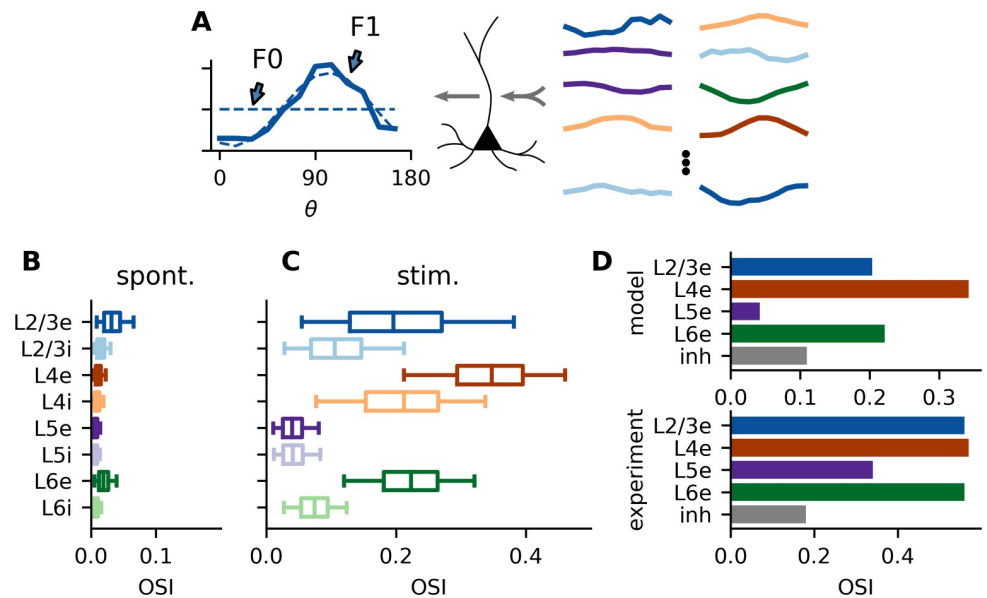 A
F0
F1
0 90 180
θ
B
spont.
L2/3e
L2/3i
L4e
L4i
L5e
L5i
L6e
L6i
0.0 0.1
OSI
C
stim.
0.0 0.2 0.4
OSI
D
model
L2/3e
L4e
L5e
L6e
inh
0.0 0.1 0.2 0.3
experiment
L2/3e
L4e
L5e
L6e
inh
0.0 0.2 0.4
OSI